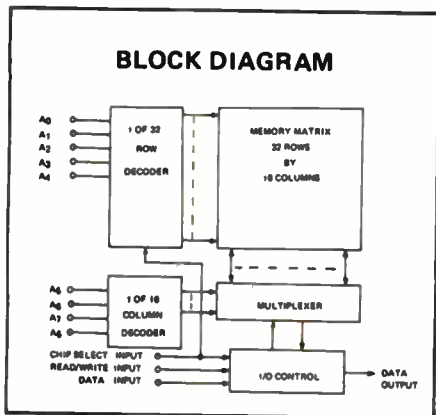 BLOCK DIAGRAM
A0
A1
A2
A3
A4
1 OF 32
ROW
DECODER
MEMORY MATRIX
32 ROWS
BY
16 COLUMNS
A5
A6
A7
A8
1 OF 16
COLUMN
DECODER
MULTIPLEXER
CHIP SELECT INPUT
READ/WRITE INPUT
DATA INPUT
I/O CONTROL
DATA
OUTPUT